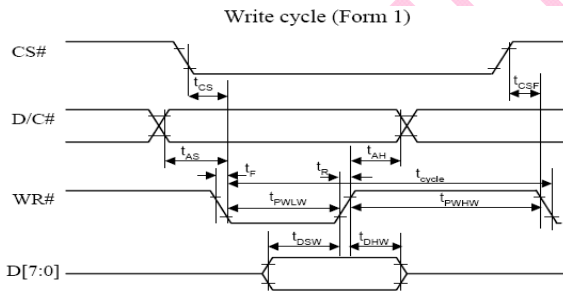 Write cycle (Form 1)
CS#
tCS
tCSF
D/C#
tAS
tF
tR
tAH
tcycle
WR#
tPWLW
tPWHW
tDSW
tDHW
D[7:0]